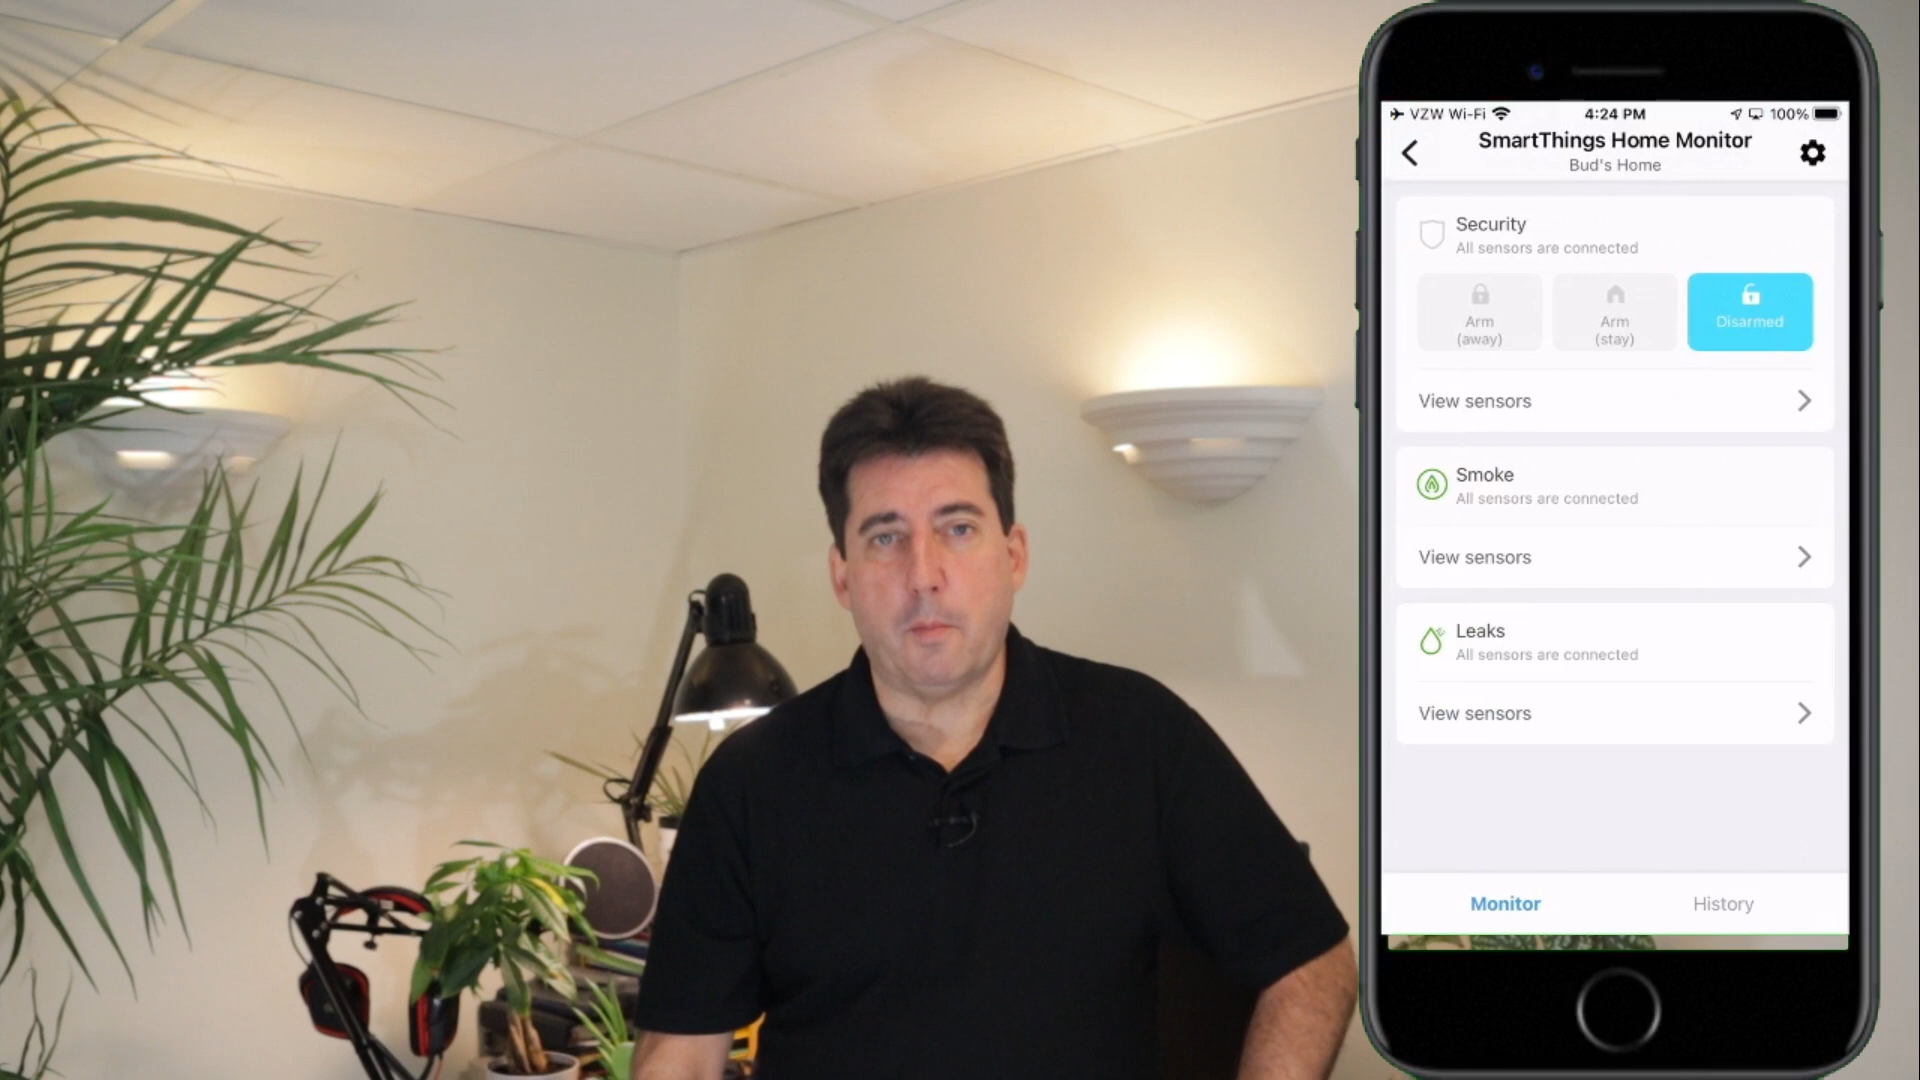 VZW Wi-Fi 4:24 PM 100%
SmartThings Home Monitor
Bud's Home
Security
All sensors are connected
Arm
(away)
Arm
(stay)
Disarmed
View sensors
Smoke
All sensors are connected
View sensors
Leaks
All sensors are connected
View sensors
Monitor
History